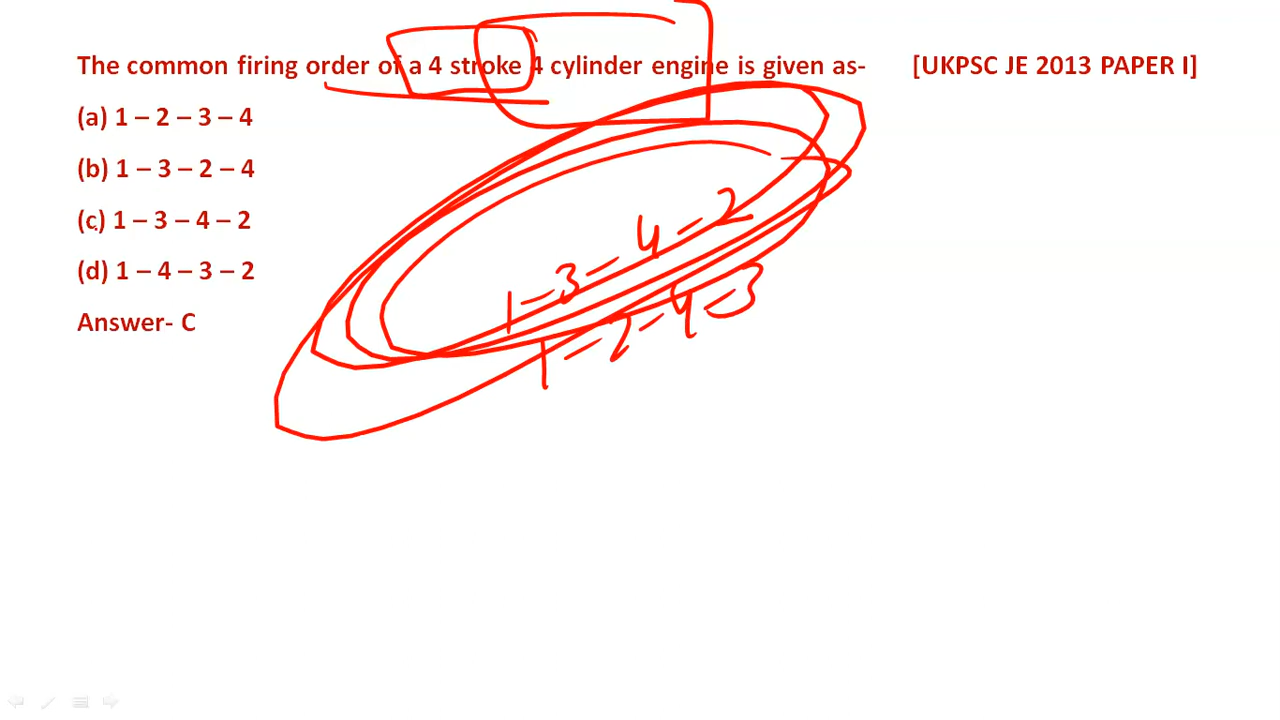 The common firing order of a 4 stroke 4 cylinder engine is given as- [UKPSC JE 2013 PAPER I]
(a) 1 – 2 – 3 – 4
(b) 1 – 3 – 2 – 4
(c) 1 – 3 – 4 – 2
(d) 1 – 4 – 3 – 2
Answer- C
1 – 3 – 4 – 2
1 – 2 – 4 – 3